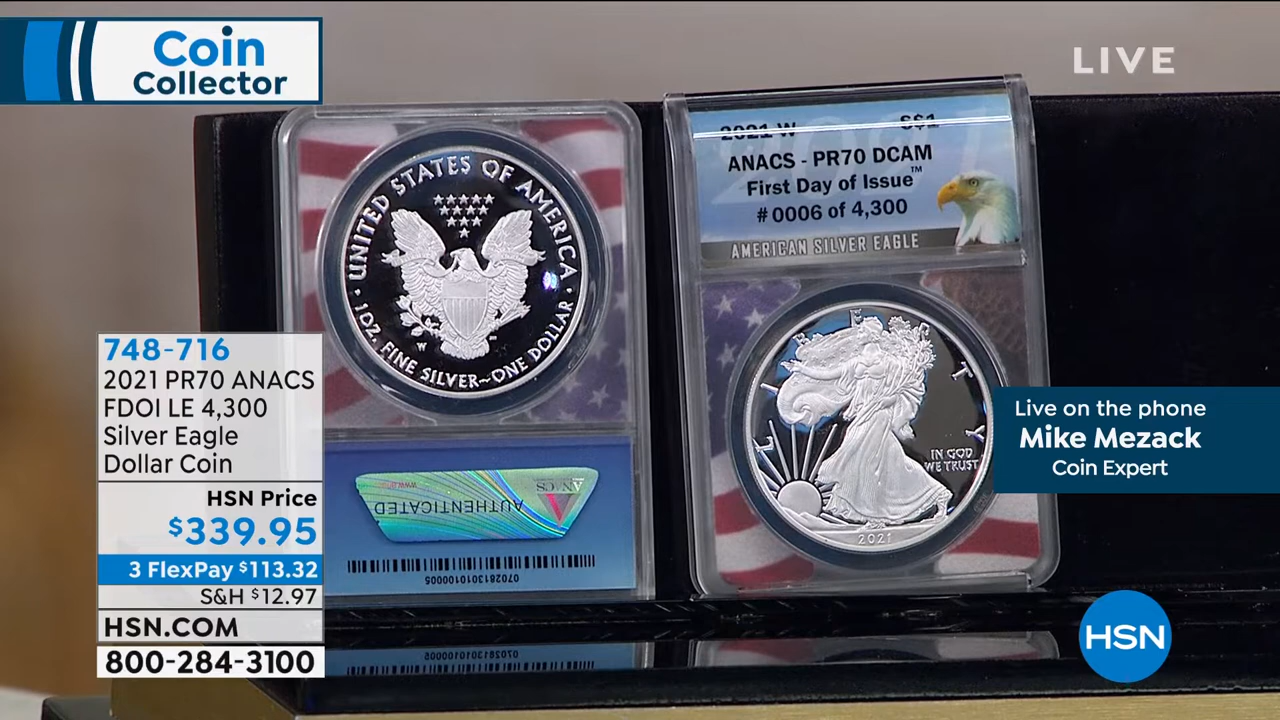 Coin
Collector
LIVE
UNITED STATES OF AMERICA
1 OZ. FINE SILVER~ONE DOLLAR
W
2021-W S$1
ANACS - PR70 DCAM
First Day of Issue™
#0006 of 4,300
AMERICAN SILVER EAGLE
LIBERTY
IN GOD
WE TRUST
2021
AUTHENTICATED
ANACS
748-716
2021 PR70 ANACS
FDOI LE 4,300
Silver Eagle
Dollar Coin
HSN Price
$339.95
3 FlexPay $113.32
S&H $12.97
HSN.COM
800-284-3100
Live on the phone
Mike Mezack
Coin Expert
HSN